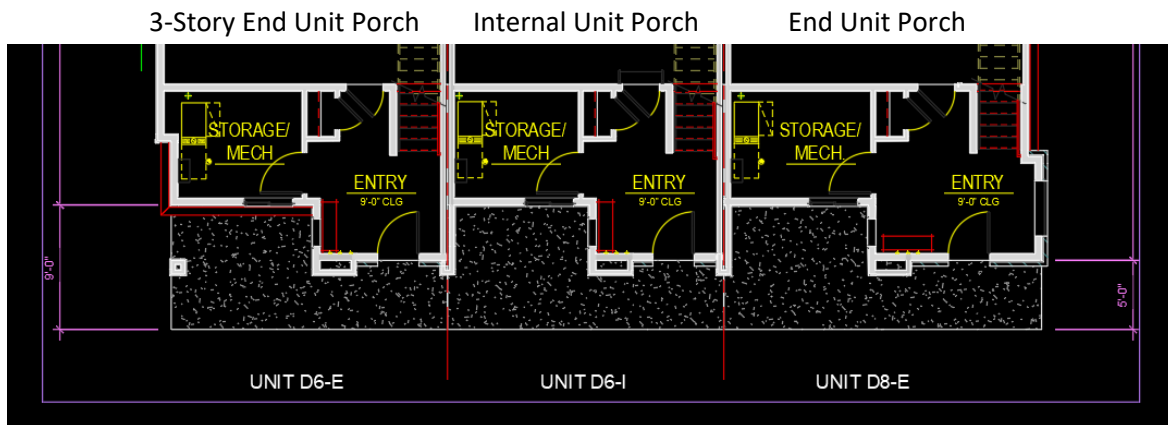 3-Story End Unit Porch Internal Unit Porch End Unit Porch
STORAGE/
MECH
ENTRY
9'-0" CLG
STORAGE/
MECH
ENTRY
9'-0" CLG
STORAGE/
MECH
ENTRY
9'-0" CLG
9'-0"
5'-0"
UNIT D6-E UNIT D6-I UNIT D8-E